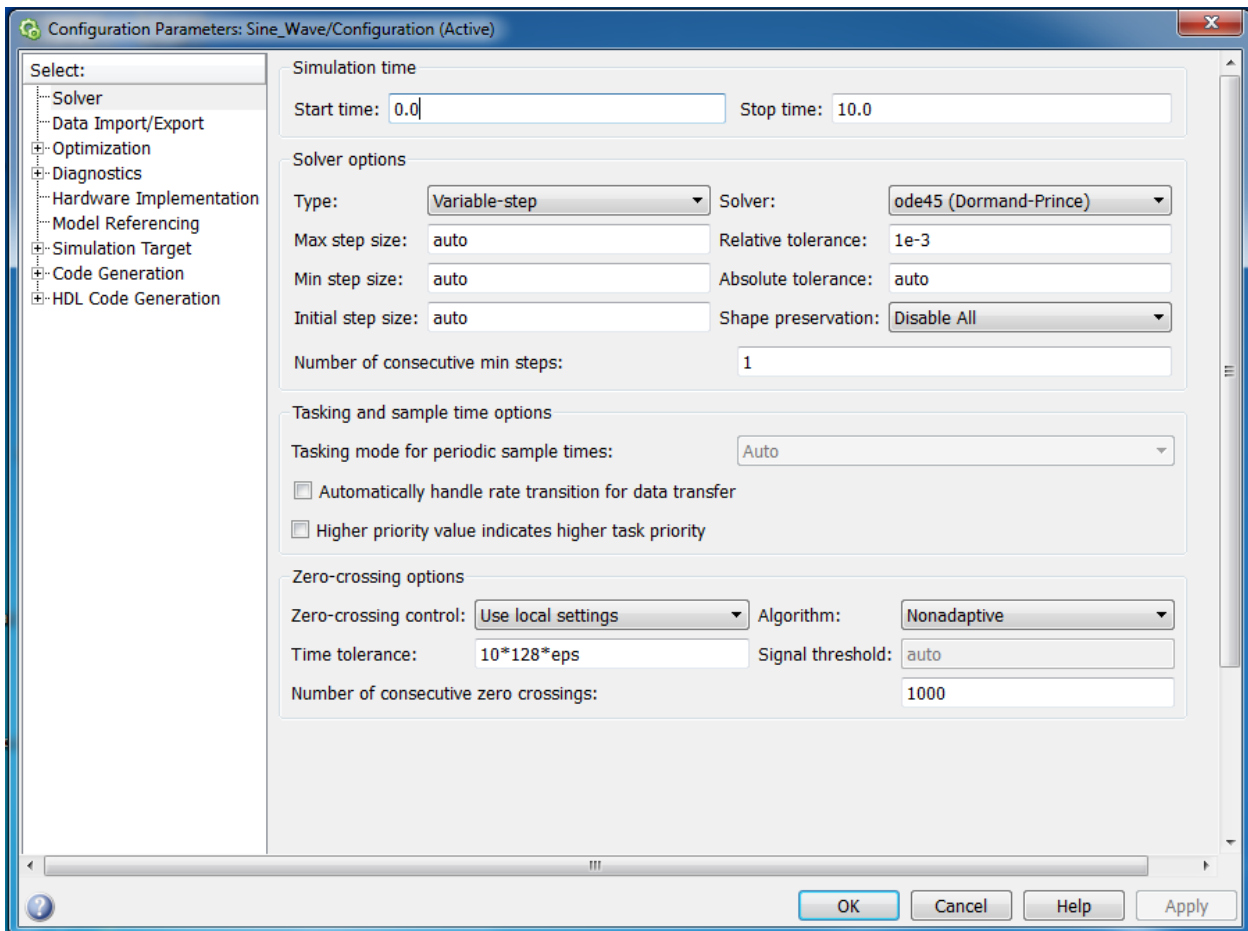 Configuration Parameters: Sine_Wave/Configuration (Active)
Select:
Solver
Data Import/Export
Optimization
Diagnostics
Hardware Implementation
Model Referencing
Simulation Target
Code Generation
HDL Code Generation
Simulation time
Start time: 0.0 Stop time: 10.0
Solver options
Type: Variable-step Solver: ode45 (Dormand-Prince)
Max step size: auto Relative tolerance: 1e-3
Min step size: auto Absolute tolerance: auto
Initial step size: auto Shape preservation: Disable All
Number of consecutive min steps: 1
Tasking and sample time options
Tasking mode for periodic sample times: Auto
Automatically handle rate transition for data transfer
Higher priority value indicates higher task priority
Zero-crossing options
Zero-crossing control: Use local settings Algorithm: Nonadaptive
Time tolerance: 10*128*eps Signal threshold: auto
Number of consecutive zero crossings: 1000
OK Cancel Help Apply